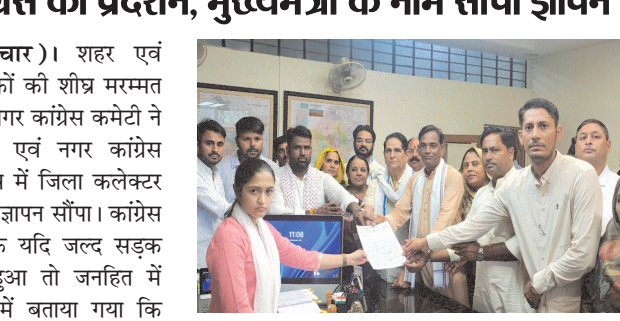 का प्रदर्शन, मुख्यमंत्री के नाम सौंपा ज्ञापन
चार)। शहर एवं
की शीघ्र मरम्मत
कांग्रेस कमेटी ने
एवं नगर कांग्रेस
में जिला कलेक्टर
ज्ञापन सौंपा। कांग्रेस
यदि जल्द सड़क
हुआ तो जनहित में
में बताया गया कि
11:08